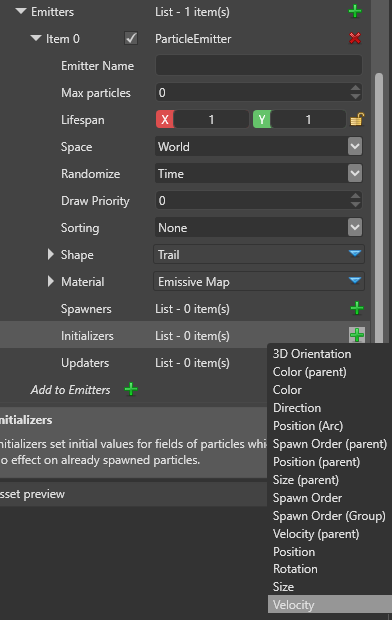 Emitters List - 1 item(s)
Item 0 ParticleEmitter
Emitter Name
Max particles 0
Lifespan X 1 Y 1
Space World
Randomize Time
Draw Priority 0
Sorting None
Shape Trail
Material Emissive Map
Spawners List - 0 item(s)
Initializers List - 0 item(s)
Updaters List - 0 item(s)
Add to Emitters
nitializers
nitializers set initial values for fields of particles
o effect on already spawned particles.
sset preview
3D Orientation
Color (parent)
Color
Direction
Position (Arc)
Spawn Order (parent)
Position (parent)
Size (parent)
Spawn Order
Spawn Order (Group)
Velocity (parent)
Position
Rotation
Size
Velocity